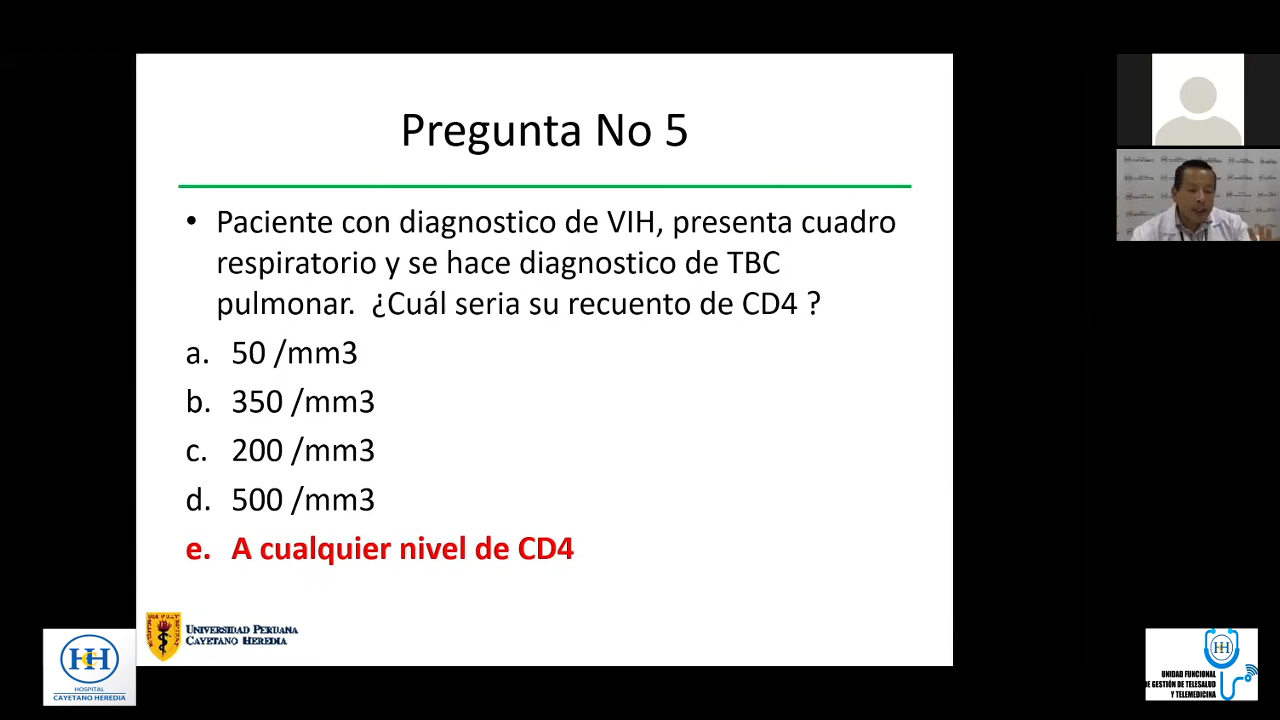 Pregunta No 5
• Paciente con diagnostico de VIH, presenta cuadro
respiratorio y se hace diagnostico de TBC
pulmonar. ¿Cuál seria su recuento de CD4 ?
a. 50 /mm3
b. 350 /mm3
c. 200 /mm3
d. 500 /mm3
e. A cualquier nivel de CD4
UNIVERSIDAD PERUANA
CAYETANO HEREDIA
HOSPITAL
CAYETANO HEREDIA
UNIDAD FUNCIONAL
DE GESTIÓN DE TELESALUD
Y TELEMEDICINA